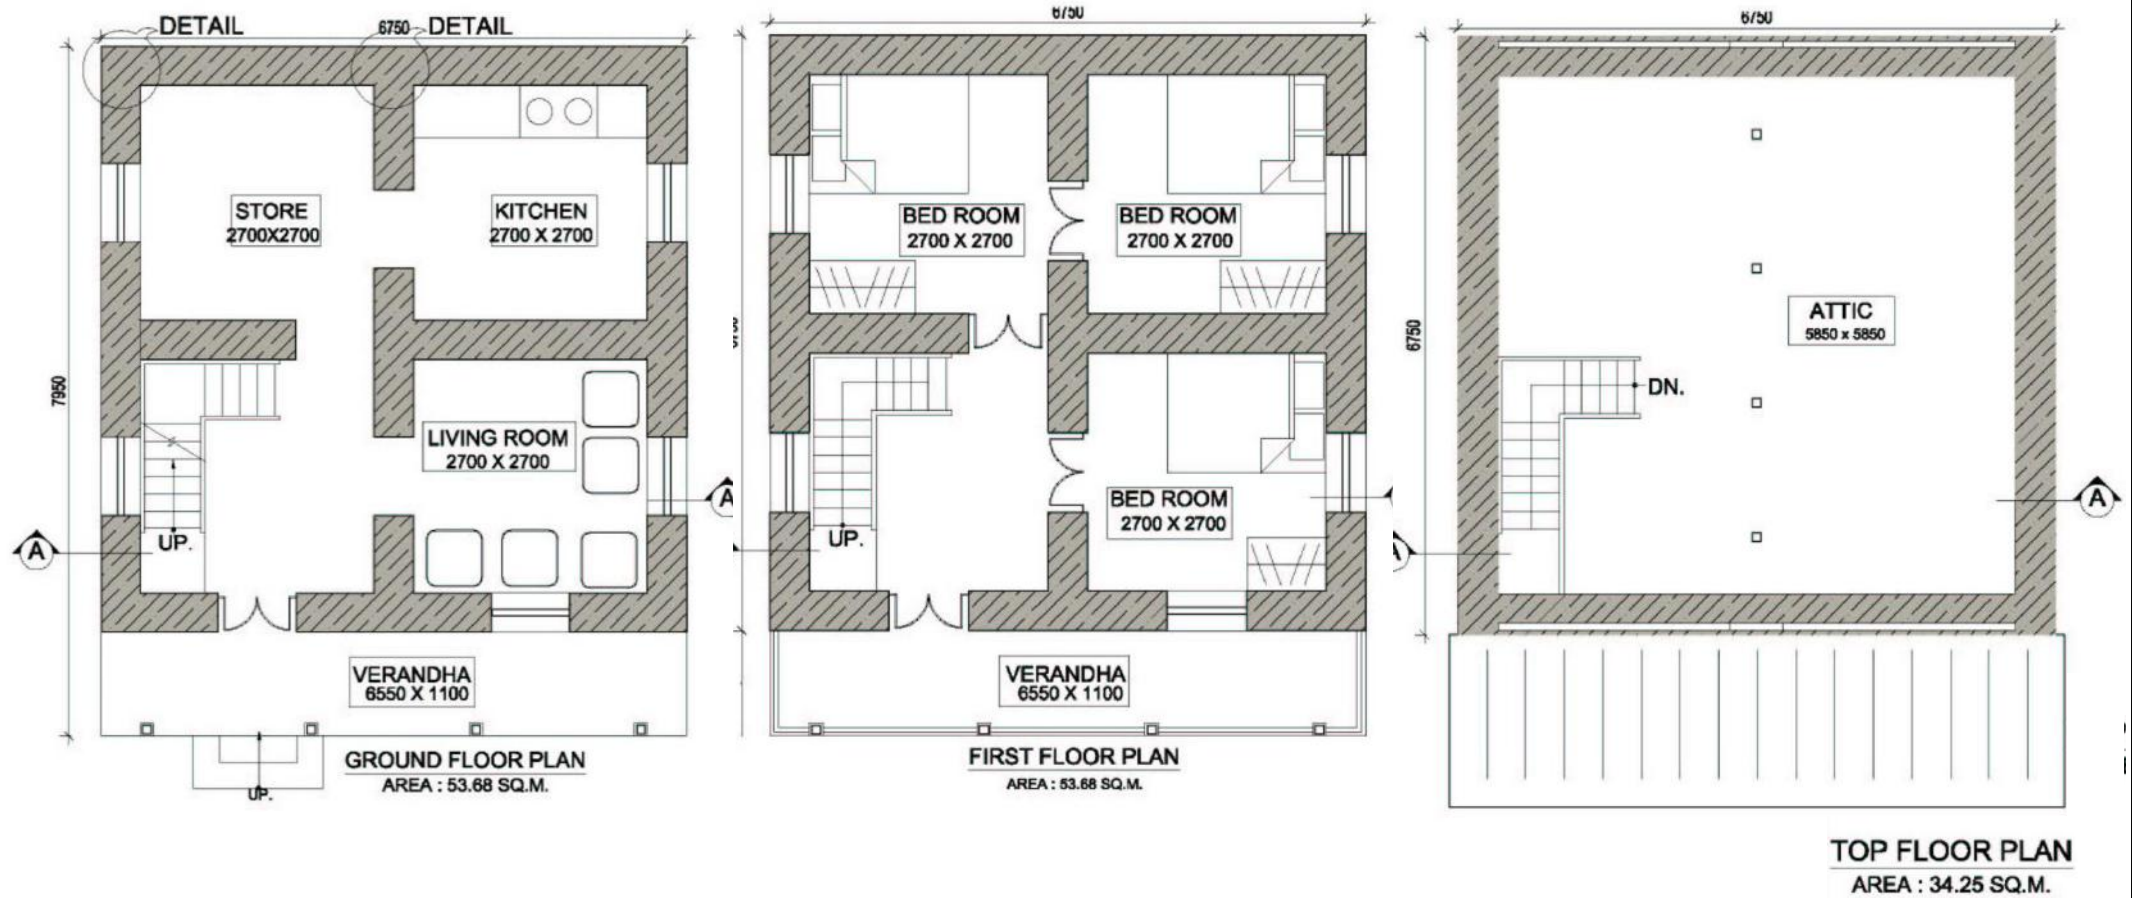 DETAIL
6750
DETAIL
STORE
2700X2700
KITCHEN
2700 X 2700
7950
LIVING ROOM
2700 X 2700
UP.
A
A
VERANDHA
6550 X 1100
UP.
GROUND FLOOR PLAN
AREA : 53.68 SQ.M.
6750
BED ROOM
2700 X 2700
BED ROOM
2700 X 2700
BED ROOM
2700 X 2700
UP.
VERANDHA
6550 X 1100
FIRST FLOOR PLAN
AREA : 53.68 SQ.M.
6750
6750
ATTIC
5850 x 5850
DN.
A
A
TOP FLOOR PLAN
AREA : 34.25 SQ.M.